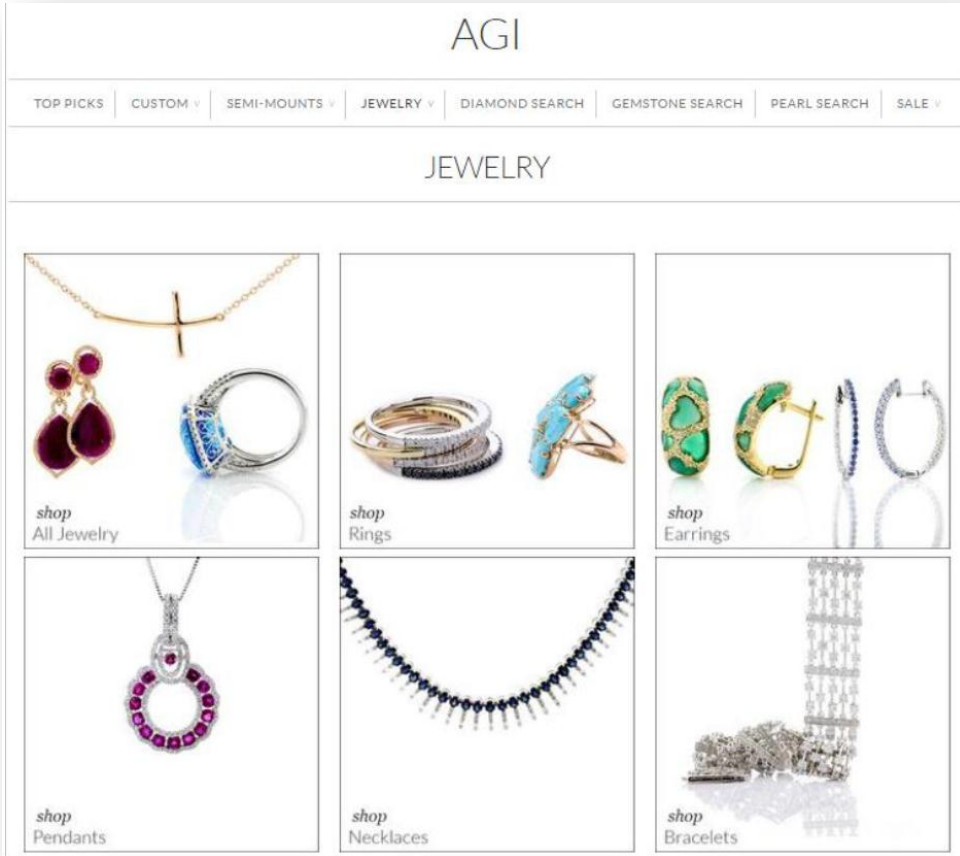 AGI
TOP PICKS CUSTOM v SEMI-MOUNTS v JEWELRY v DIAMOND SEARCH GEMSTONE SEARCH PEARL SEARCH SALE v
JEWELRY
shop
All Jewelry
shop
Rings
shop
Earrings
shop
Pendants
shop
Necklaces
shop
Bracelets